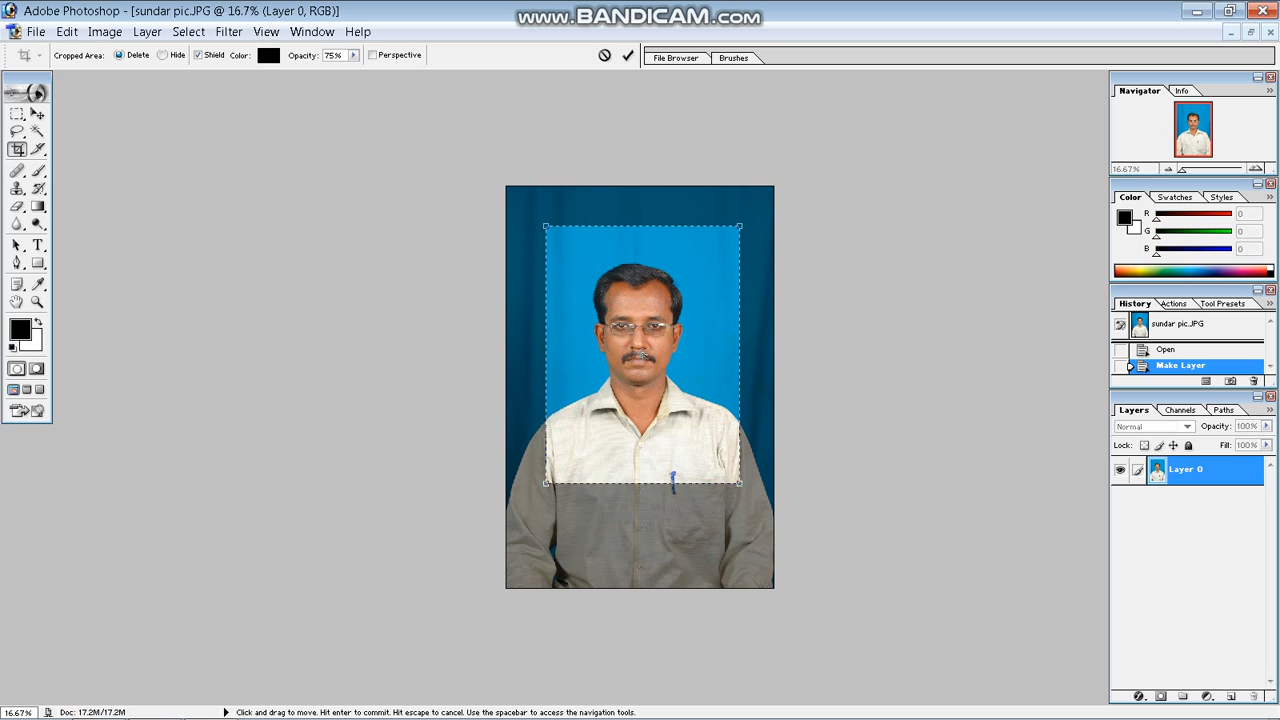 Adobe Photoshop - [sundar pic.JPG @ 16.7% (Layer 0, RGB)]
www.BANDICAM.com
File Edit Image Layer Select Filter View Window Help
Cropped Area: Delete Hide Shield Color: Opacity: 75% Perspective
File Browser Brushes
Navigator Info
16.67%
Color Swatches Styles
R 0
G 0
B 0
History Actions Tool Presets
sundar pic.JPG
Open
Make Layer
Layers Channels Paths
Normal Opacity: 100%
Lock: Fill: 100%
Layer 0
16.67% Doc: 17.2M/17.2M Click and drag to move. Hit enter to commit. Hit escape to cancel. Use the spacebar to access the navigation tools.